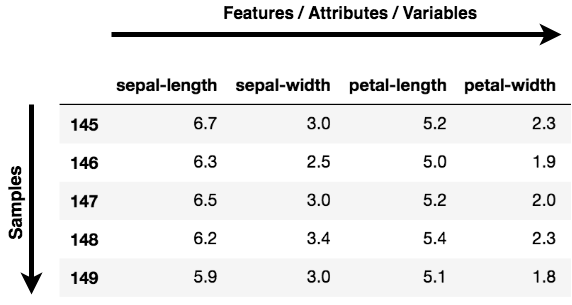 Features / Attributes / Variables
sepal-length sepal-width petal-length petal-width
145 6.7 3.0 5.2 2.3
146 6.3 2.5 5.0 1.9
147 6.5 3.0 5.2 2.0
148 6.2 3.4 5.4 2.3
149 5.9 3.0 5.1 1.8
Samples